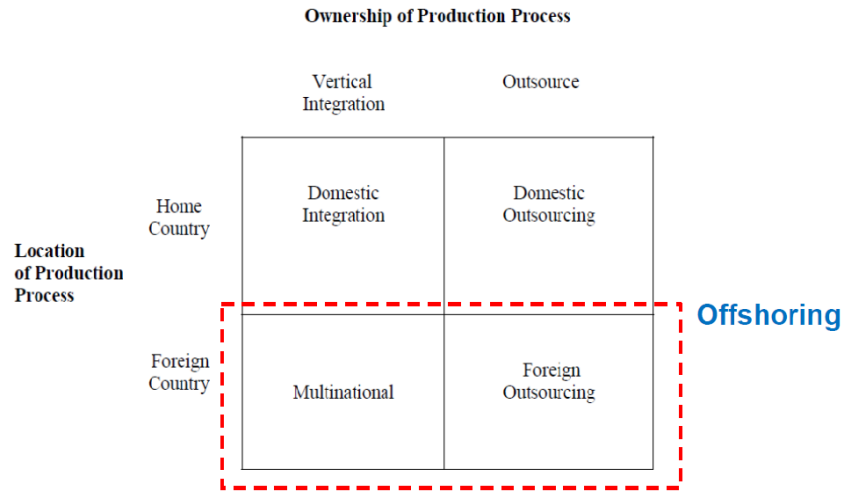 Ownership of Production Process
Vertical
Integration
Outsource
Home
Country
Domestic
Integration
Domestic
Outsourcing
Location
of Production
Process
Offshoring
Foreign
Country
Multinational
Foreign
Outsourcing